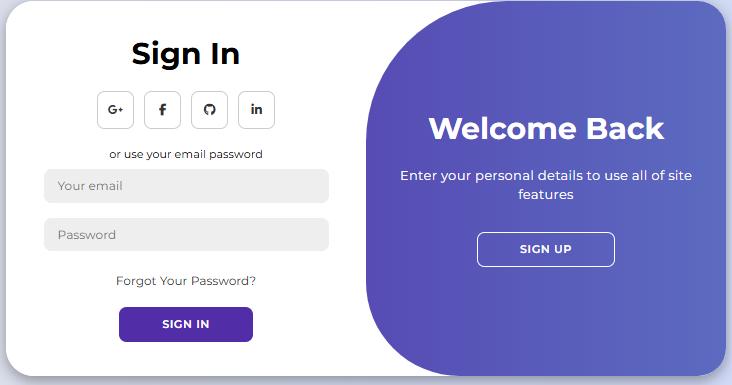 Sign In
G+ f in
or use your email password
Your email
Password
Forgot Your Password?
SIGN IN
Welcome Back
Enter your personal details to use all of site
features
SIGN UP